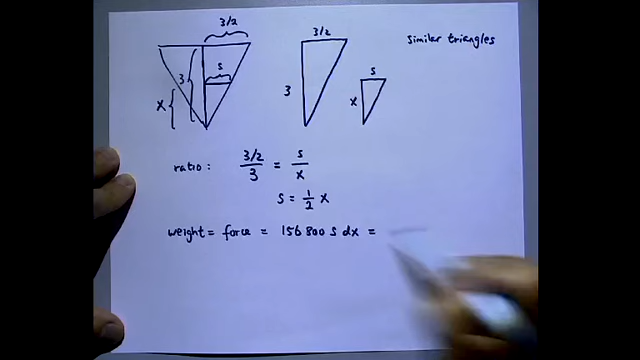 3/2
3
s
x
3/2
3
s
x
similar triangles
ratio: (3/2)/3 = s/x
s = 1/2 x
weight = force = 156 800 s dx =